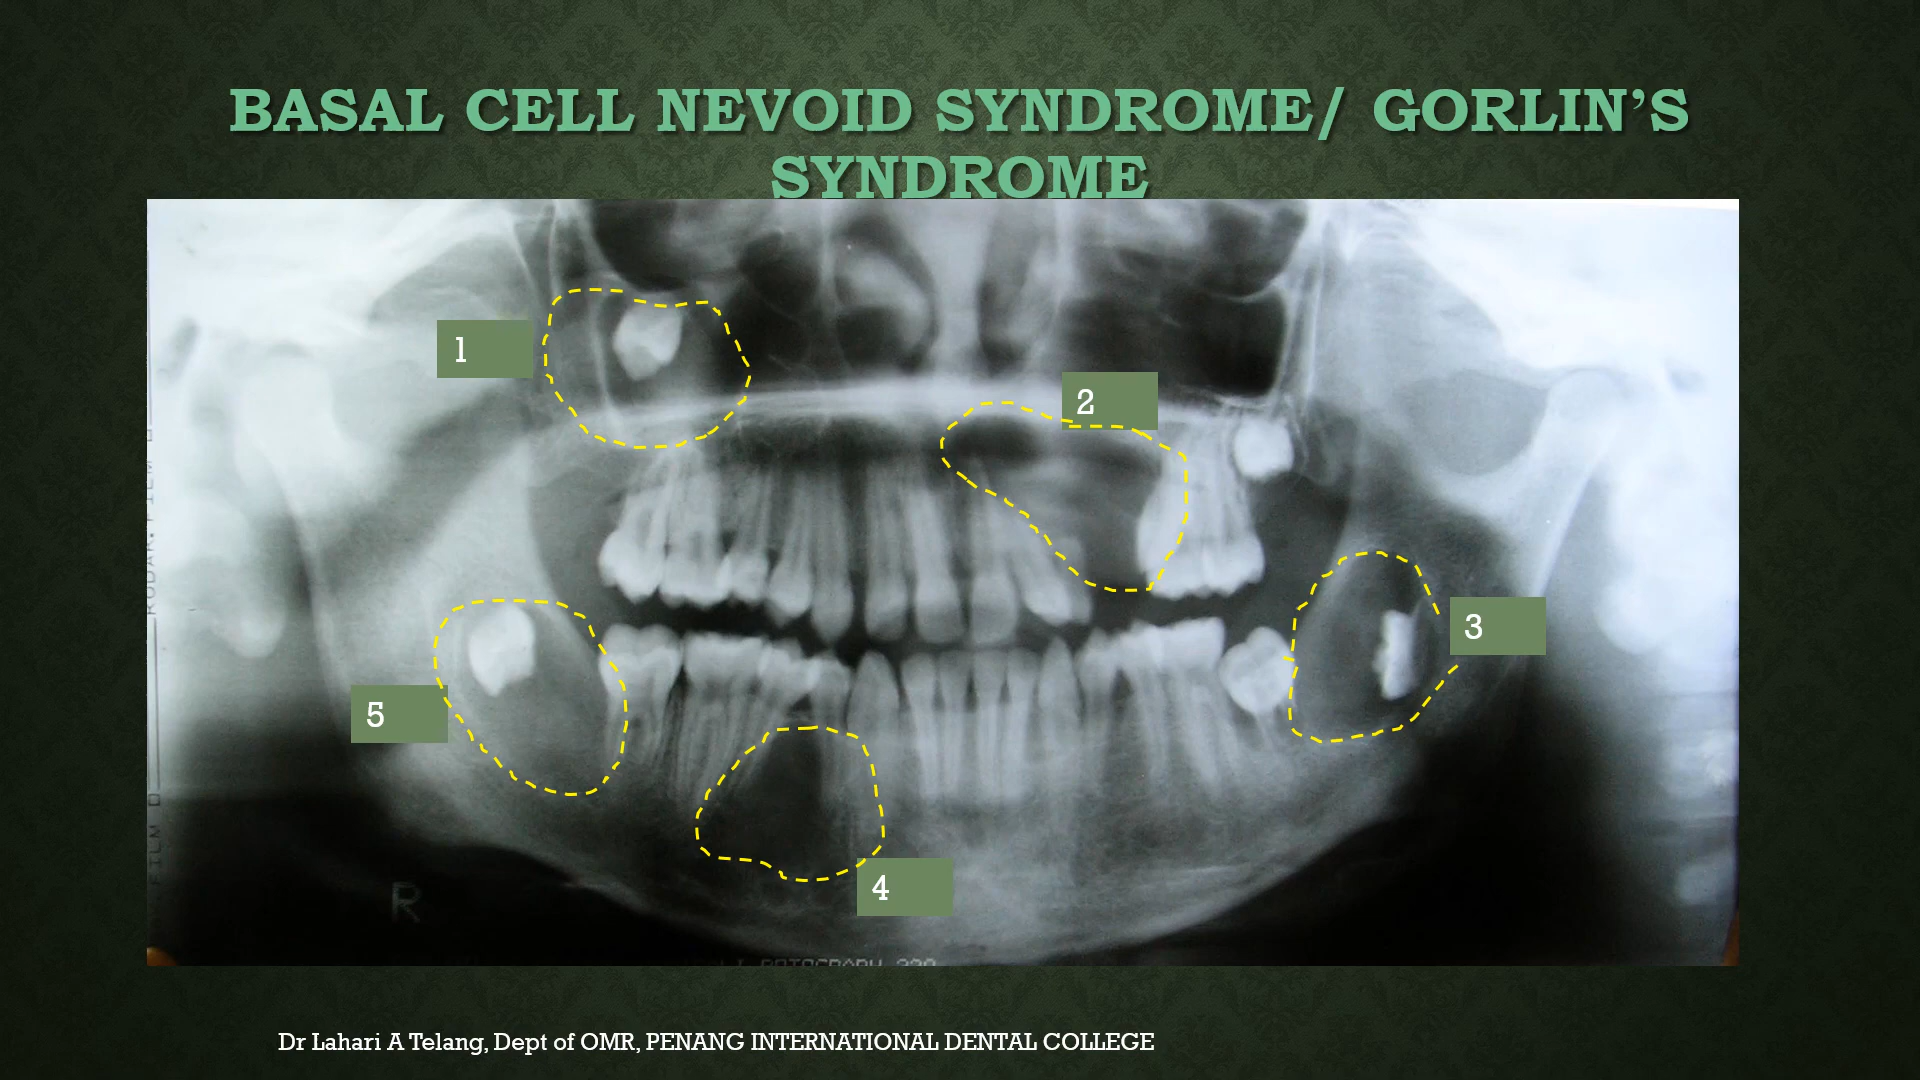 BASAL CELL NEVOID SYNDROME/ GORLIN'S
SYNDROME
1
2
3
5
4
R
Dr Lahari A Telang, Dept of OMR, PENANG INTERNATIONAL DENTAL COLLEGE